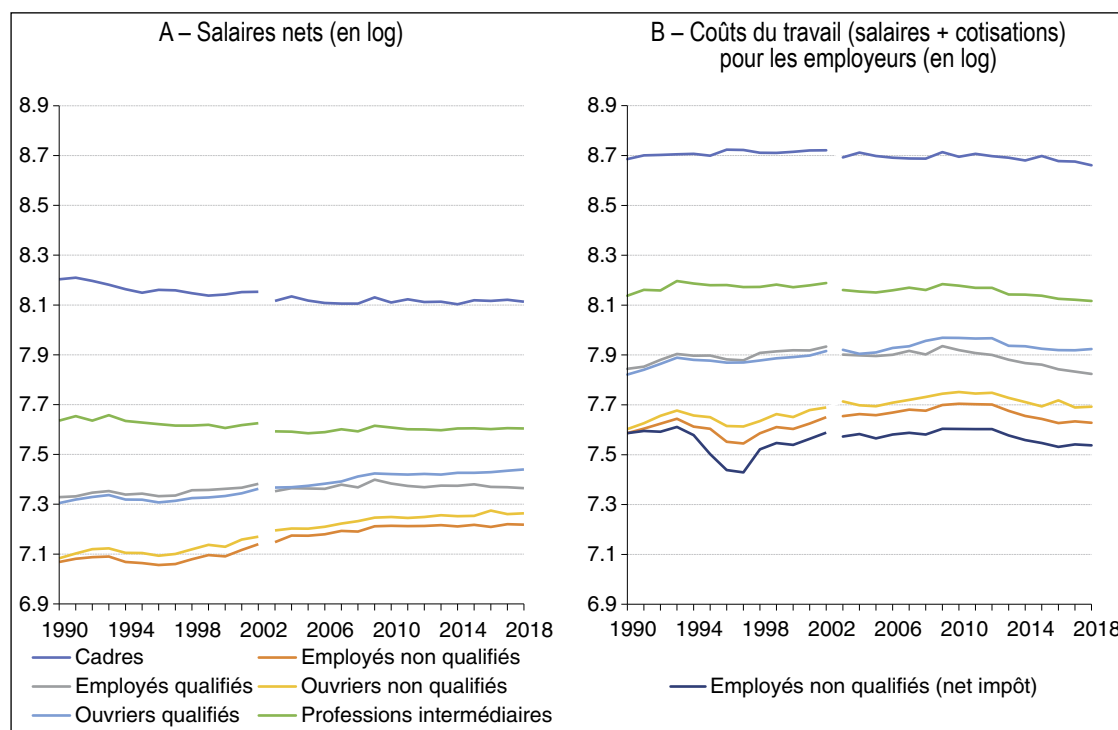 A – Salaires nets (en log)
8.9
8.7
8.5
8.3
8.1
7.9
7.7
7.5
7.3
7.1
6.9
1990 1994 1998 2002 2006 2010 2014 2018
B – Coûts du travail (salaires + cotisations)
pour les employeurs (en log)
8.9
8.7
8.5
8.3
8.1
7.9
7.7
7.5
7.3
7.1
6.9
1990 1994 1998 2002 2006 2010 2014 2018
Cadres
Employés non qualifiés
Employés qualifiés
Ouvriers non qualifiés
Ouvriers qualifiés
Professions intermédiaires
Employés non qualifiés (net impôt)